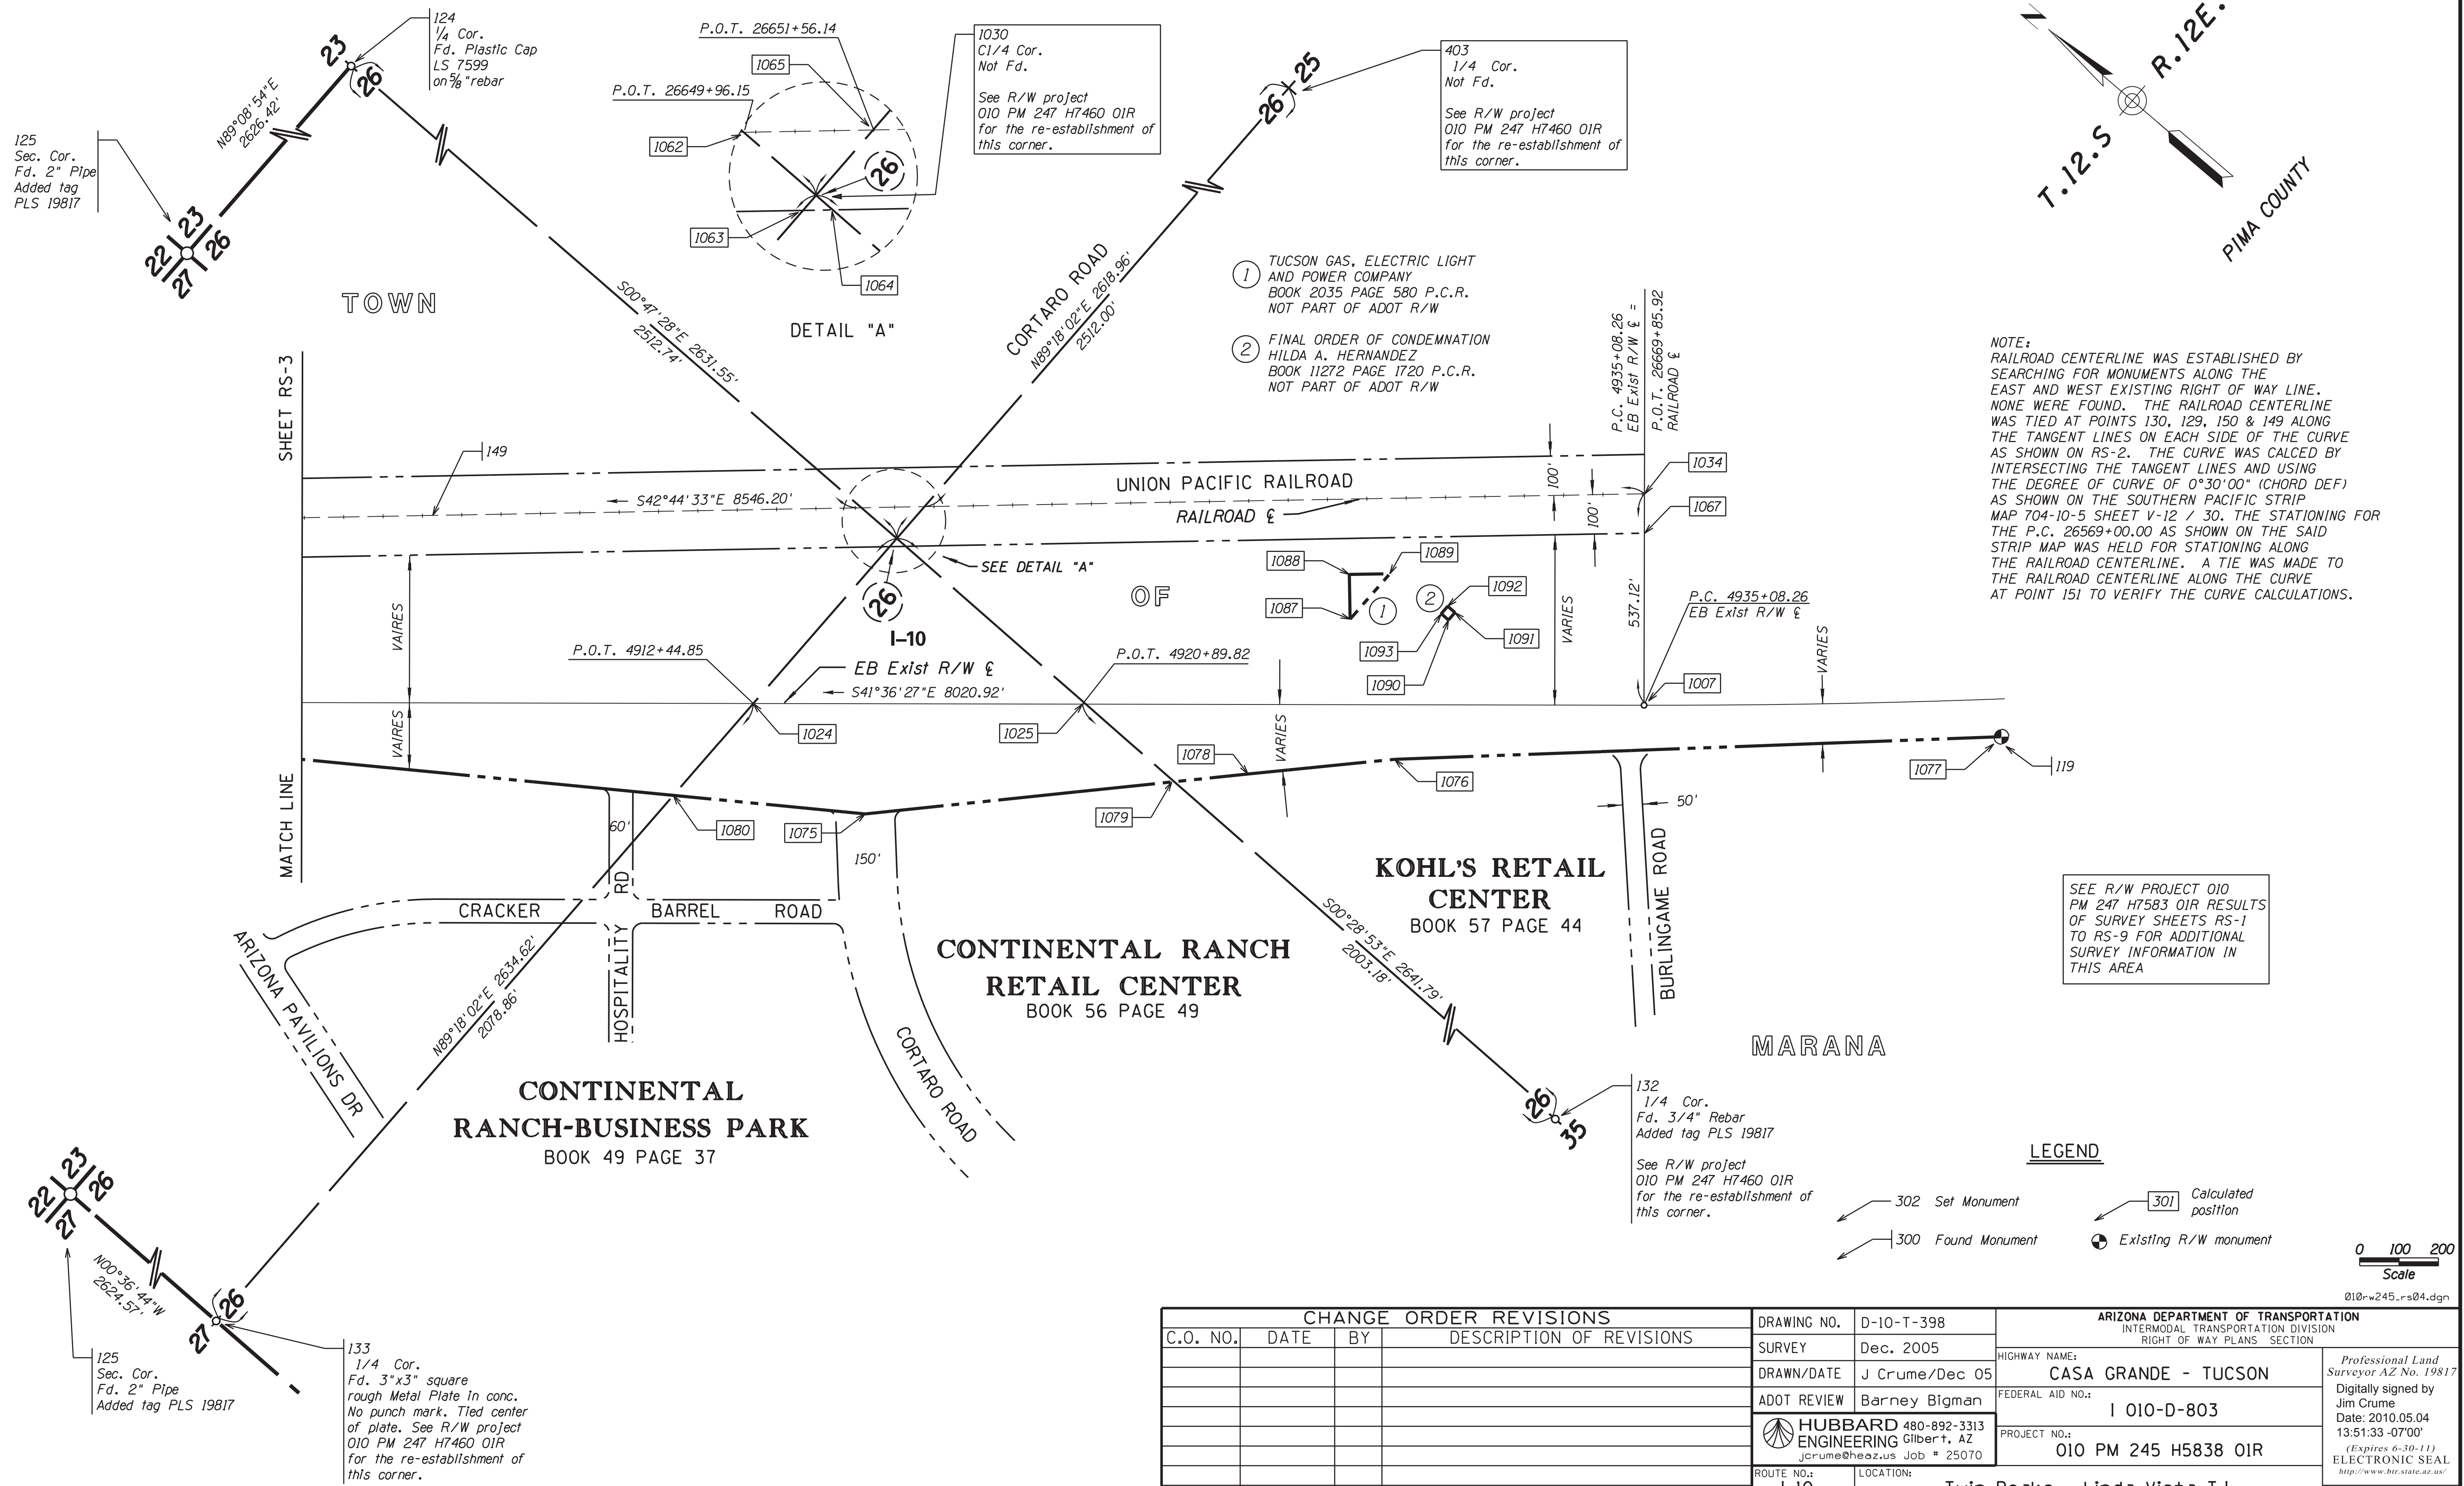 124
1/4 Cor.
Fd. Plastic Cap
LS 7599
on 5/8" rebar
23
26
N89°08'54"E
2626.42'
125
Sec. Cor.
Fd. 2" Pipe
Added tag
PLS 19817
22 23
27 26
TOWN
P.O.T. 26651+56.14
1065
P.O.T. 26649+96.15
1062
26
1063
1064
DETAIL "A"
1030
C1/4 Cor.
Not Fd.
See R/W project
010 PM 247 H7460 01R
for the re-establishment of
this corner.
26 25
403
1/4 Cor.
Not Fd.
See R/W project
010 PM 247 H7460 01R
for the re-establishment of
this corner.
R.12E.
T.12.S
PIMA COUNTY
S00°47'28"E 2631.55'
2512.74'
CORTARO ROAD
N89°18'02"E 2618.96'
2512.00'
1 TUCSON GAS, ELECTRIC LIGHT
AND POWER COMPANY
BOOK 2035 PAGE 580 P.C.R.
NOT PART OF ADOT R/W
2 FINAL ORDER OF CONDEMNATION
HILDA A. HERNANDEZ
BOOK 11272 PAGE 1720 P.C.R.
NOT PART OF ADOT R/W
P.C. 4935+08.26
EB Exist R/W ℄ =
P.O.T. 26669+85.92
RAILROAD ℄
NOTE:
RAILROAD CENTERLINE WAS ESTABLISHED BY
SEARCHING FOR MONUMENTS ALONG THE
EAST AND WEST EXISTING RIGHT OF WAY LINE.
NONE WERE FOUND. THE RAILROAD CENTERLINE
WAS TIED AT POINTS 130, 129, 150 & 149 ALONG
THE TANGENT LINES ON EACH SIDE OF THE CURVE
AS SHOWN ON RS-2. THE CURVE WAS CALCED BY
INTERSECTING THE TANGENT LINES AND USING
THE DEGREE OF CURVE OF 0°30'00" (CHORD DEF)
AS SHOWN ON THE SOUTHERN PACIFIC STRIP
MAP 704-10-5 SHEET V-12 / 30. THE STATIONING FOR
THE P.C. 26569+00.00 AS SHOWN ON THE SAID
STRIP MAP WAS HELD FOR STATIONING ALONG
THE RAILROAD CENTERLINE. A TIE WAS MADE TO
THE RAILROAD CENTERLINE ALONG THE CURVE
AT POINT 151 TO VERIFY THE CURVE CALCULATIONS.
SHEET RS-3
MATCH LINE
149
S42°44'33"E 8546.20'
UNION PACIFIC RAILROAD
RAILROAD ℄
100'
100'
1034
1067
SEE DETAIL "A"
26
OF
1088
1089
1087
1
2
1092
1091
1093
1090
VARIES
537.12'
P.C. 4935+08.26
EB Exist R/W ℄
1007
VARIES
VAIRES
VAIRES
I-10
P.O.T. 4912+44.85
EB Exist R/W ℄
S41°36'27"E 8020.92'
P.O.T. 4920+89.82
1024
1025
VARIES
1078
1076
1077
119
1080
1075
1079
60'
150'
50'
CRACKER BARREL ROAD
HOSPITALITY RD
ARIZONA PAVILIONS DR
N89°18'02"E 2634.62'
2078.86'
CORTARO ROAD
BURLINGAME ROAD
KOHL'S RETAIL
CENTER
BOOK 57 PAGE 44
CONTINENTAL RANCH
RETAIL CENTER
BOOK 56 PAGE 49
S00°28'53"E 2641.79'
2003.18'
SEE R/W PROJECT 010
PM 247 H7583 01R RESULTS
OF SURVEY SHEETS RS-1
TO RS-9 FOR ADDITIONAL
SURVEY INFORMATION IN
THIS AREA
MARANA
CONTINENTAL
RANCH-BUSINESS PARK
BOOK 49 PAGE 37
26
35
132
1/4 Cor.
Fd. 3/4" Rebar
Added tag PLS 19817
See R/W project
010 PM 247 H7460 01R
for the re-establishment of
this corner.
22 23
27 26
N00°36'44"W
2624.57'
125
Sec. Cor.
Fd. 2" Pipe
Added tag PLS 19817
26
27
133
1/4 Cor.
Fd. 3"x3" square
rough Metal Plate in conc.
No punch mark. Tied center
of plate. See R/W project
010 PM 247 H7460 01R
for the re-establishment of
this corner.
LEGEND
302 Set Monument
301 Calculated
position
300 Found Monument
Existing R/W monument
0 100 200
Scale
010rw245_rs04.dgn
CHANGE ORDER REVISIONS
C.O. NO. DATE BY DESCRIPTION OF REVISIONS
DRAWING NO. D-10-T-398
SURVEY Dec. 2005
DRAWN/DATE J Crume/Dec 05
ADOT REVIEW Barney Bigman
HUBBARD 480-892-3313
ENGINEERING Gilbert, AZ
jcrume@heaz.us Job # 25070
ARIZONA DEPARTMENT OF TRANSPORTATION
INTERMODAL TRANSPORTATION DIVISION
RIGHT OF WAY PLANS SECTION
HIGHWAY NAME:
CASA GRANDE - TUCSON
FEDERAL AID NO.:
I 010-D-803
PROJECT NO.:
010 PM 245 H5838 01R
Professional Land
Surveyor AZ No. 19817
Digitally signed by
Jim Crume
Date: 2010.05.04
13:51:33 -07'00'
(Expires 6-30-11)
ELECTRONIC SEAL
http://www.btr.state.az.us/
ROUTE NO.:
I-10
LOCATION:
Twin Peaks - Linda Vista T.I.